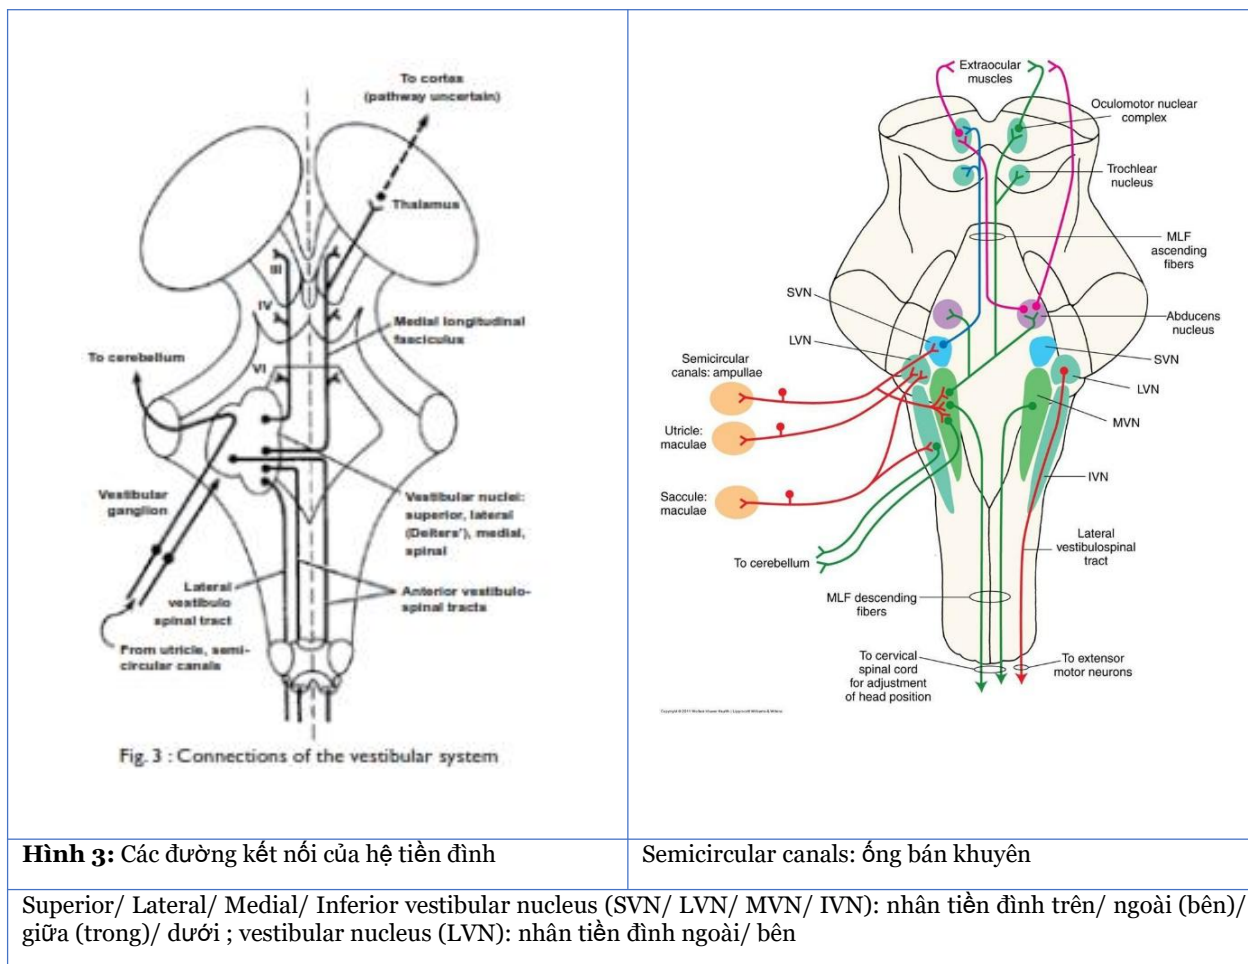 To cortex
(pathway uncertain)
Thalamus
III
IV
Medial longitudinal
fasciculus
To cerebellum
VI
Vestibular
ganglion
Vestibular nuclei:
superior, lateral
(Deiters'), medial,
spinal
Lateral
vestibulo
spinal tract
Anterior vestibulo-
spinal tracts
From utricle, semi-
circular canals
Fig. 3 : Connections of the vestibular system
Extraocular
muscles
Oculomotor nuclear
complex
Trochlear
nucleus
MLF
ascending
fibers
SVN
LVN
Abducens
nucleus
SVN
LVN
MVN
IVN
Semicircular
canals: ampullae
Utricle:
maculae
Saccule:
maculae
To cerebellum
Lateral
vestibulospinal
tract
MLF descending
fibers
To cervical
spinal cord
for adjustment
of head position
To extensor
motor neurons
Hình 3: Các đường kết nối của hệ tiền đình
Semicircular canals: ống bán khuyên
Superior/ Lateral/ Medial/ Inferior vestibular nucleus (SVN/ LVN/ MVN/ IVN): nhân tiền đình trên/ ngoài (bên)/
giữa (trong)/ dưới ; vestibular nucleus (LVN): nhân tiền đình ngoài/ bên